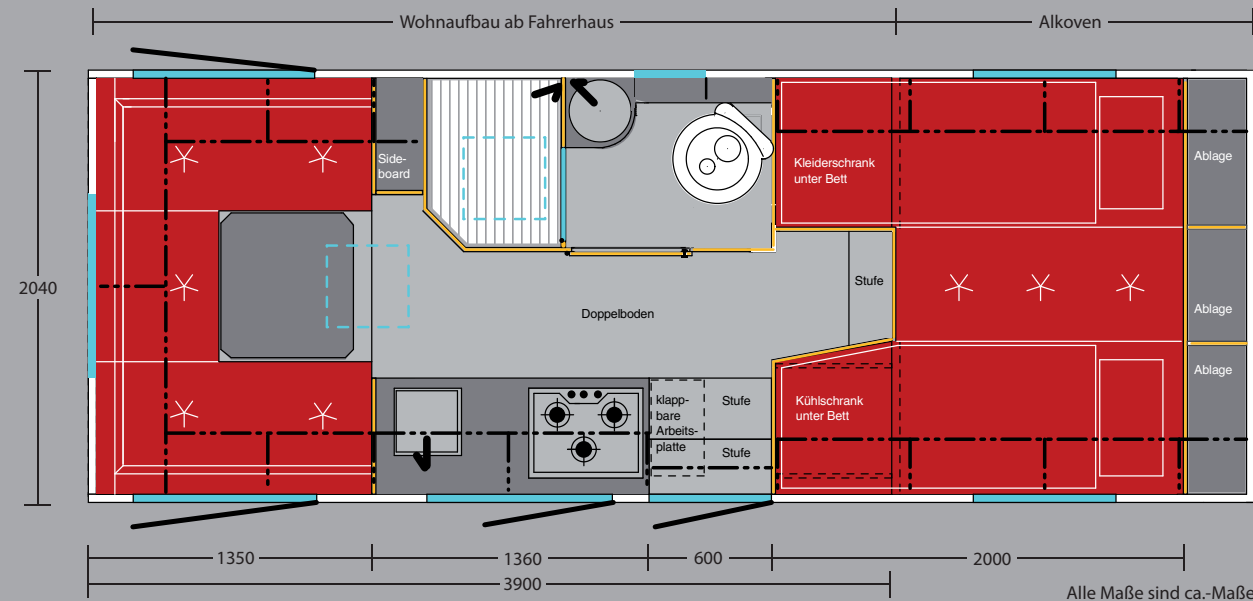 Wohnaufbau ab Fahrerhaus
Alkoven
Side-
board
Kleiderschrank
unter Bett
Ablage
2040
Stufe
Doppelboden
Ablage
klapp-
bare
Arbeits-
platte
Stufe
Stufe
Kühlschrank
unter Bett
Ablage
1350
1360
600
2000
3900
Alle Maße sind ca.-Maße